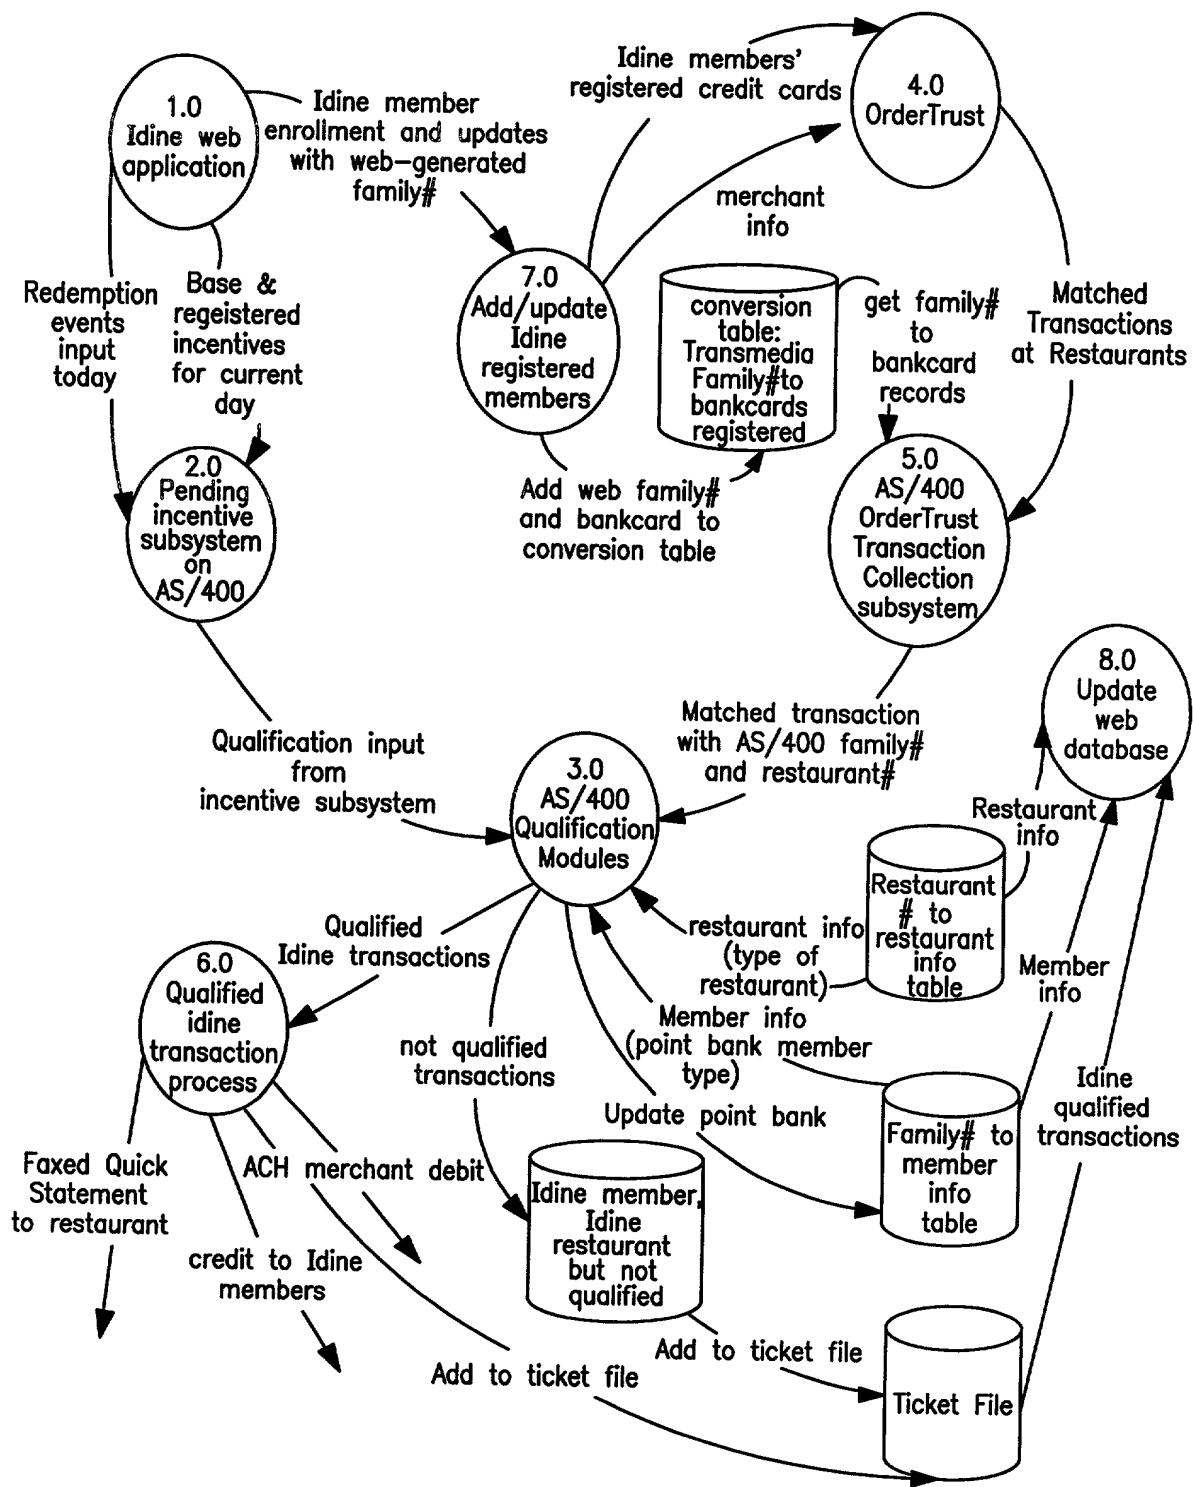 1.0
Idine web
application
Idine member
enrollment and updates
with web-generated
family#
Idine members'
registered credit cards
4.0
OrderTrust
merchant
info
Redemption
events
input
today
Base &
regeistered
incentives
for current
day
7.0
Add/update
Idine
registered
members
conversion
table:
Transmedia
Family#to
bankcards
registered
get family#
to
bankcard
records
Matched
Transactions
at Restaurants
2.0
Pending
incentive
subsystem
on
AS/400
Add web family#
and bankcard to
conversion table
5.0
AS/400
OrderTrust
Transaction
Collection
subsystem
8.0
Update
web
database
Qualification input
from
incentive subsystem
Matched transaction
with AS/400 family#
and restaurant#
3.0
AS/400
Qualification
Modules
Restaurant
info
Restaurant
# to
restaurant
info
table
restaurant info
(type of
restaurant)
Member
info
Qualified
Idine transactions
6.0
Qualified
idine
transaction
process
not qualified
transactions
Member info
(point bank member
type)
Update point bank
Family# to
member
info
table
Idine
qualified
transactions
Faxed Quick
Statement
to restaurant
ACH merchant debit
credit to Idine
members
Idine member,
Idine
restaurant
but not
qualified
Add to ticket file
Add to ticket file
Ticket File